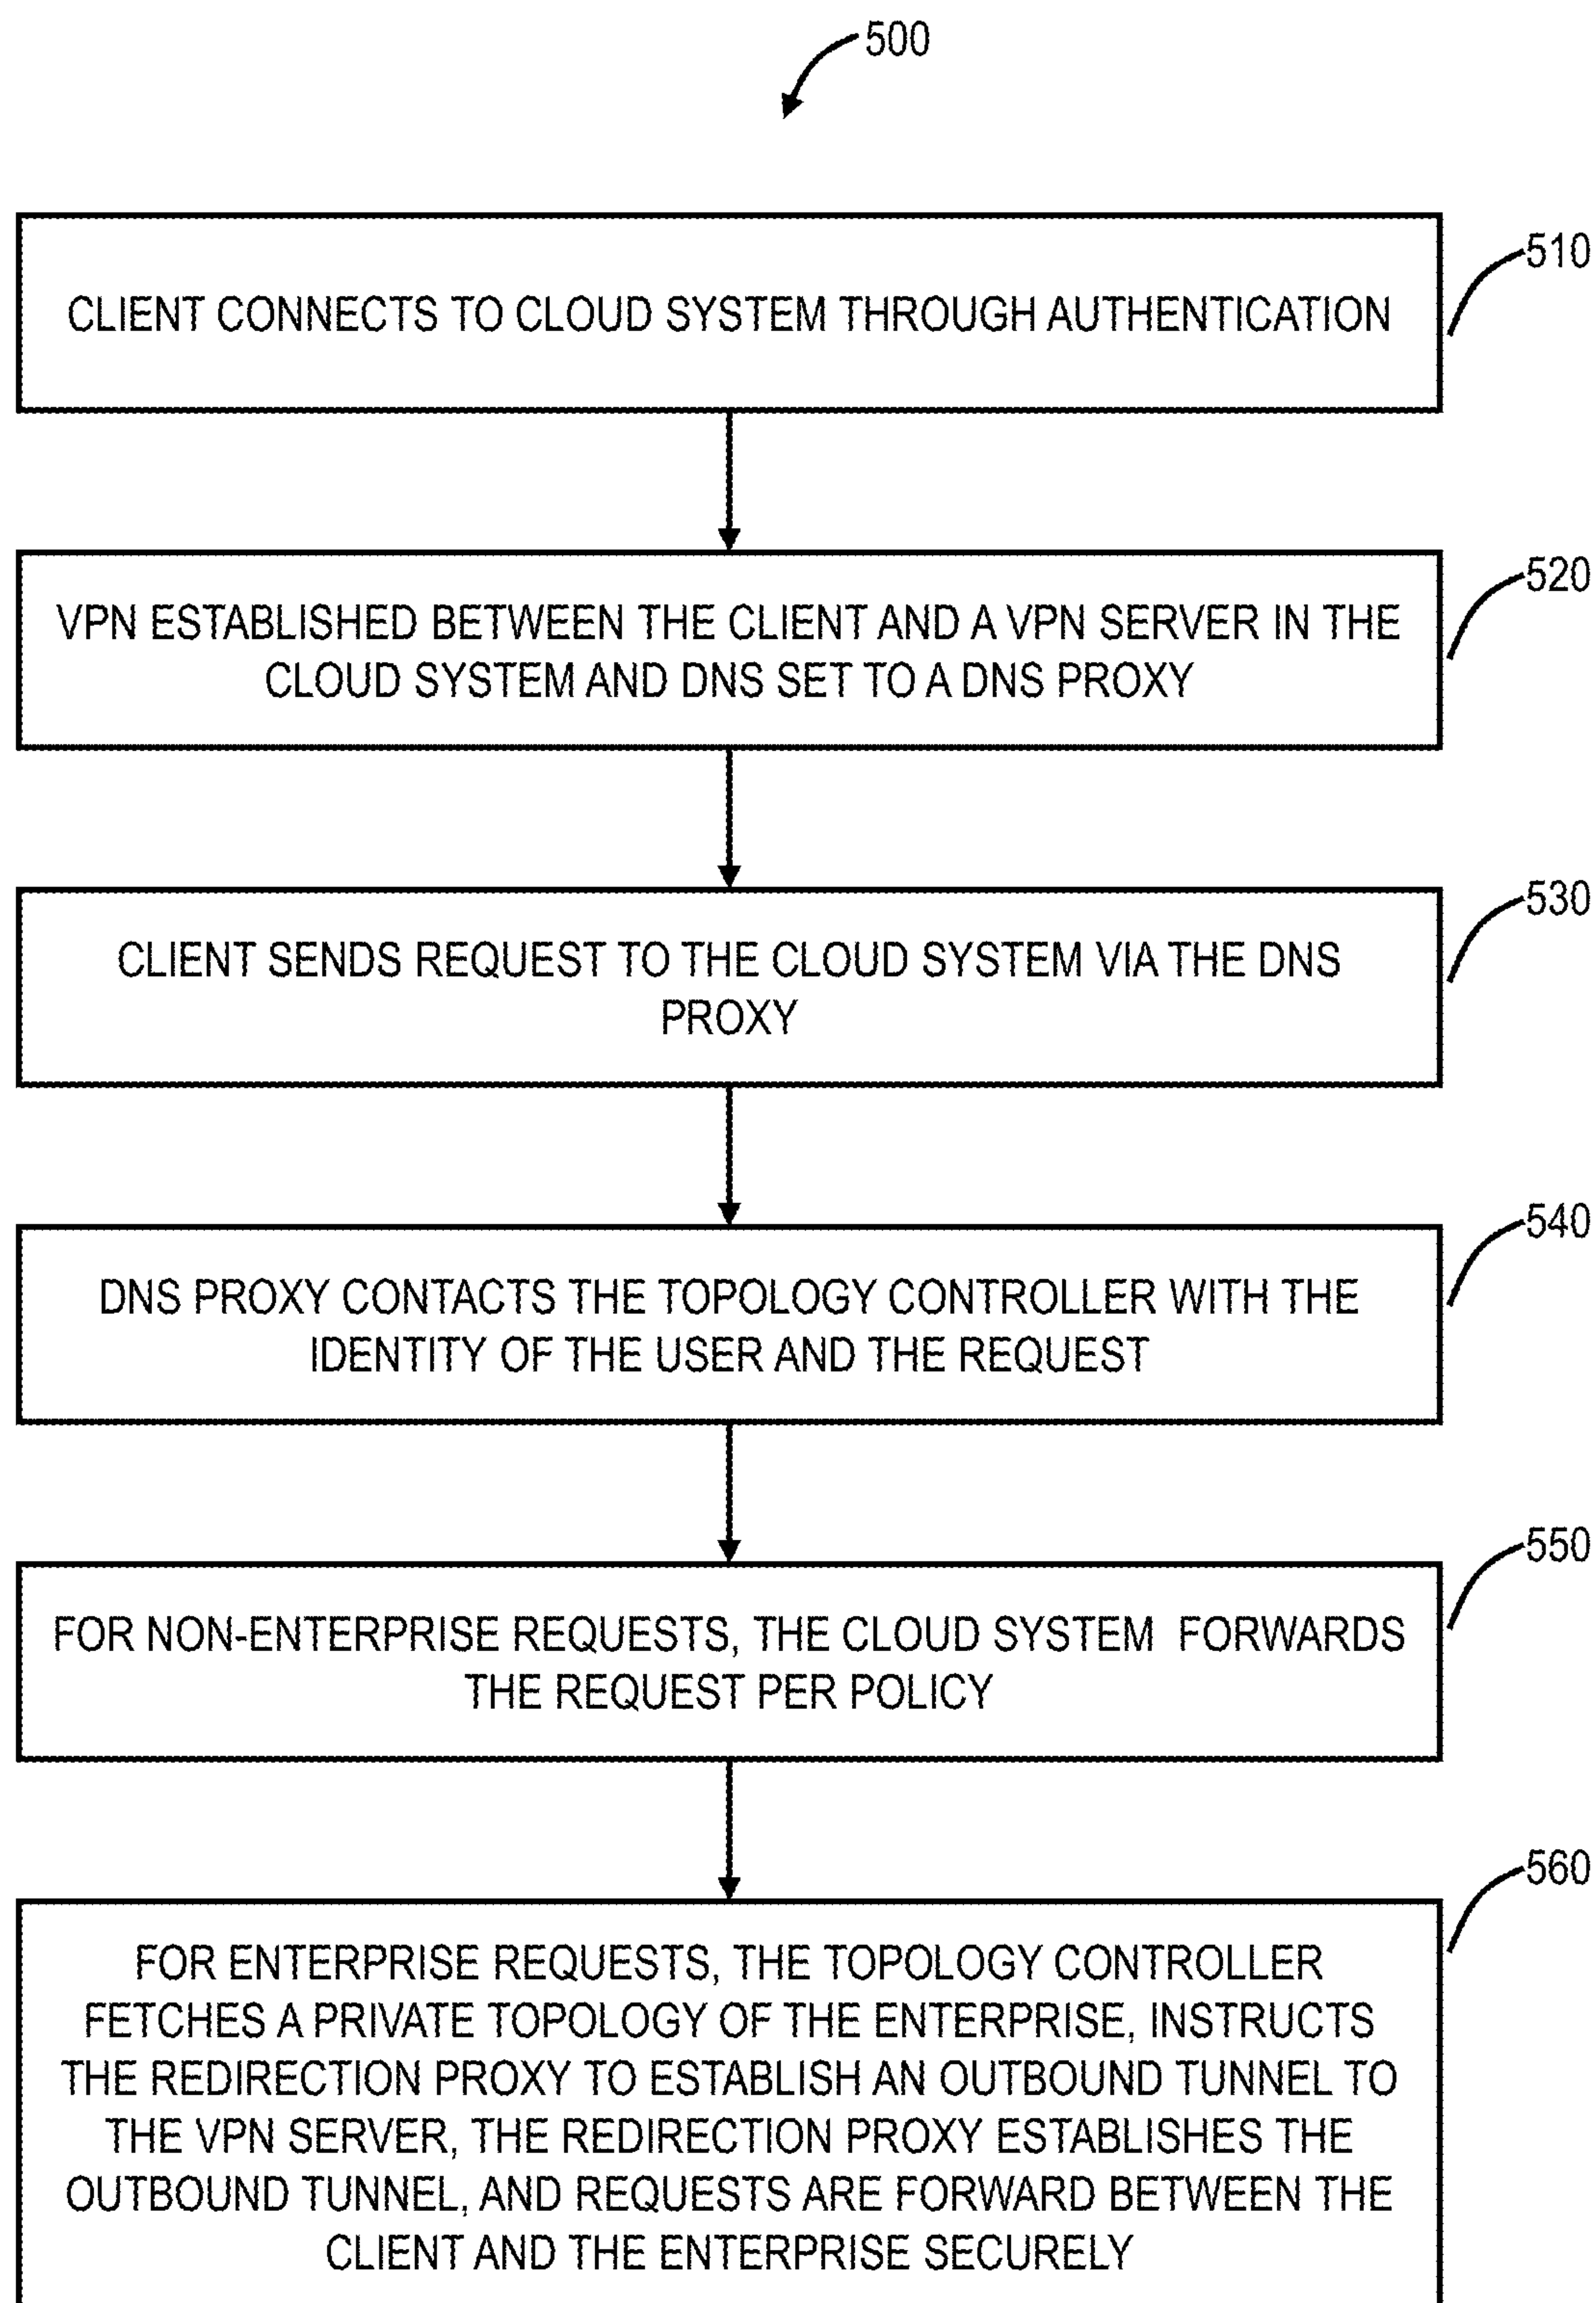 500
CLIENT CONNECTS TO CLOUD SYSTEM THROUGH AUTHENTICATION
510
VPN ESTABLISHED BETWEEN THE CLIENT AND A VPN SERVER IN THE
CLOUD SYSTEM AND DNS SET TO A DNS PROXY
520
CLIENT SENDS REQUEST TO THE CLOUD SYSTEM VIA THE DNS
PROXY
530
DNS PROXY CONTACTS THE TOPOLOGY CONTROLLER WITH THE
IDENTITY OF THE USER AND THE REQUEST
540
FOR NON-ENTERPRISE REQUESTS, THE CLOUD SYSTEM FORWARDS
THE REQUEST PER POLICY
550
FOR ENTERPRISE REQUESTS, THE TOPOLOGY CONTROLLER
FETCHES A PRIVATE TOPOLOGY OF THE ENTERPRISE, INSTRUCTS
THE REDIRECTION PROXY TO ESTABLISH AN OUTBOUND TUNNEL TO
THE VPN SERVER, THE REDIRECTION PROXY ESTABLISHES THE
OUTBOUND TUNNEL, AND REQUESTS ARE FORWARD BETWEEN THE
CLIENT AND THE ENTERPRISE SECURELY
560